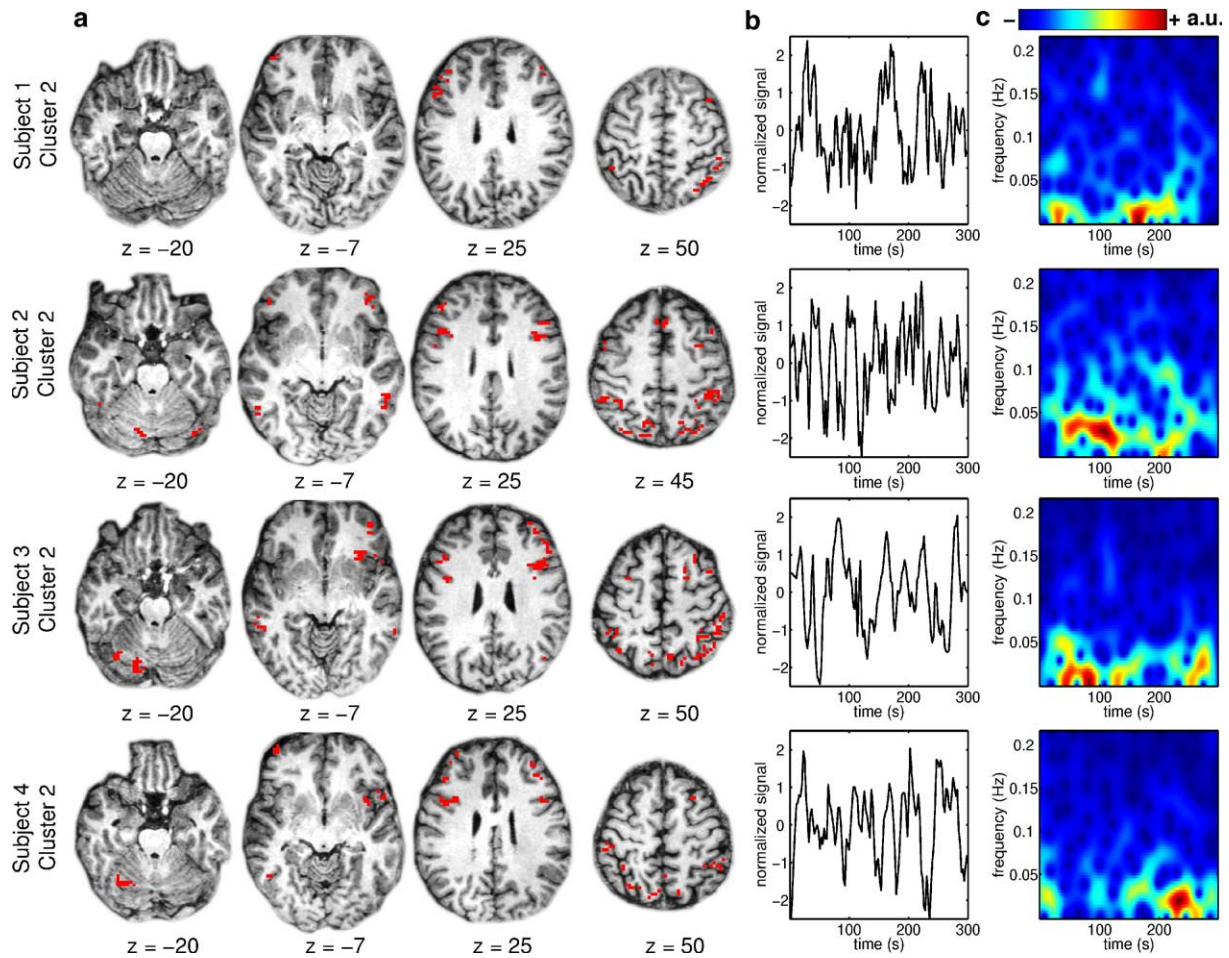 a
b
c
− + a.u.
Subject 1
Cluster 2
z = −20
z = −7
z = 25
z = 50
normalized signal
2
1
0
−1
−2
100 200 300
time (s)
frequency (Hz)
0.2
0.15
0.1
0.05
100 200
time (s)
Subject 2
Cluster 2
z = −20
z = −7
z = 25
z = 45
normalized signal
2
1
0
−1
−2
100 200 300
time (s)
frequency (Hz)
0.2
0.15
0.1
0.05
100 200
time (s)
Subject 3
Cluster 2
z = −20
z = −7
z = 25
z = 50
normalized signal
2
1
0
−1
−2
100 200 300
time (s)
frequency (Hz)
0.2
0.15
0.1
0.05
100 200
time (s)
Subject 4
Cluster 2
z = −20
z = −7
z = 25
z = 50
normalized signal
2
1
0
−1
−2
100 200 300
time (s)
frequency (Hz)
0.2
0.15
0.1
0.05
100 200
time (s)